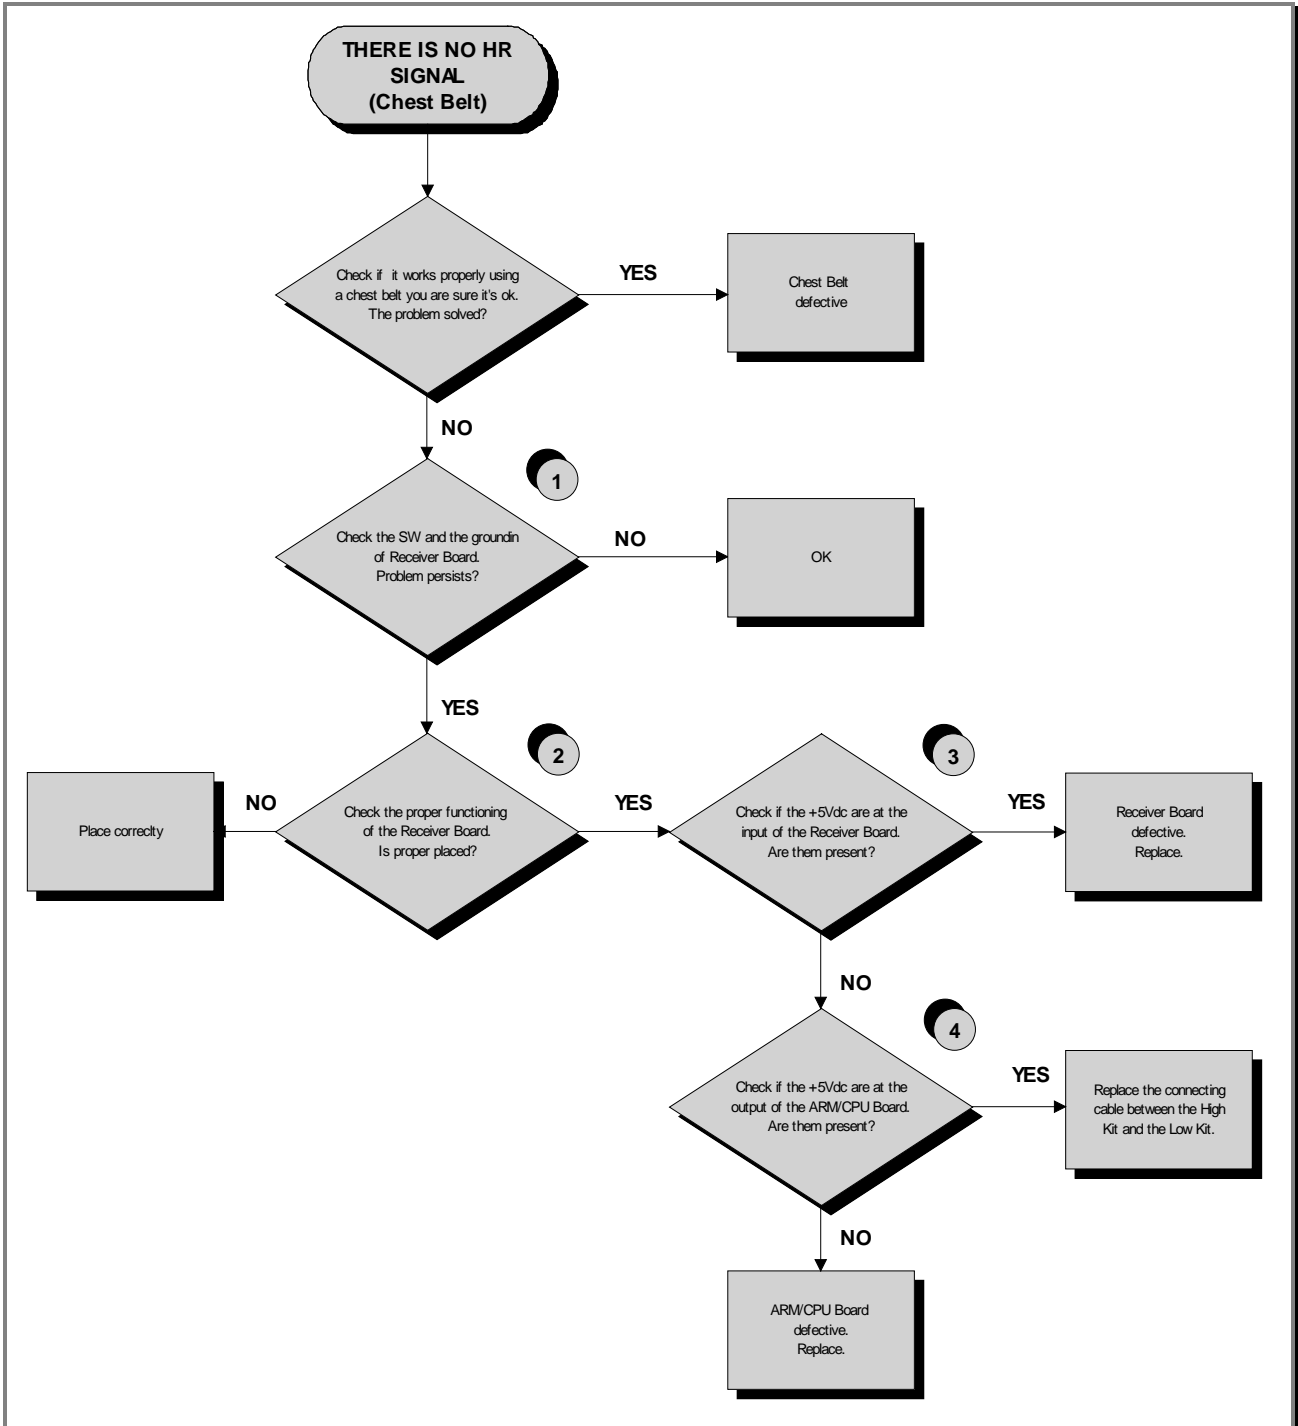 THERE IS NO HR
SIGNAL
(Chest Belt)
Check if it works properly using
a chest belt you are sure it's ok.
The problem solved?
YES
Chest Belt
defective
NO
1
Check the SW and the groundin
of Receiver Board.
Problem persists?
NO
OK
YES
2
Check the proper functioning
of the Receiver Board.
Is proper placed?
NO
Place correclty
YES
3
Check if the +5Vdc are at the
input of the Receiver Board.
Are them present?
YES
Receiver Board
defective.
Replace.
NO
4
Check if the +5Vdc are at the
output of the ARM/CPU Board.
Are them present?
YES
Replace the connecting
cable between the High
Kit and the Low Kit.
NO
ARM/CPU Board
defective.
Replace.